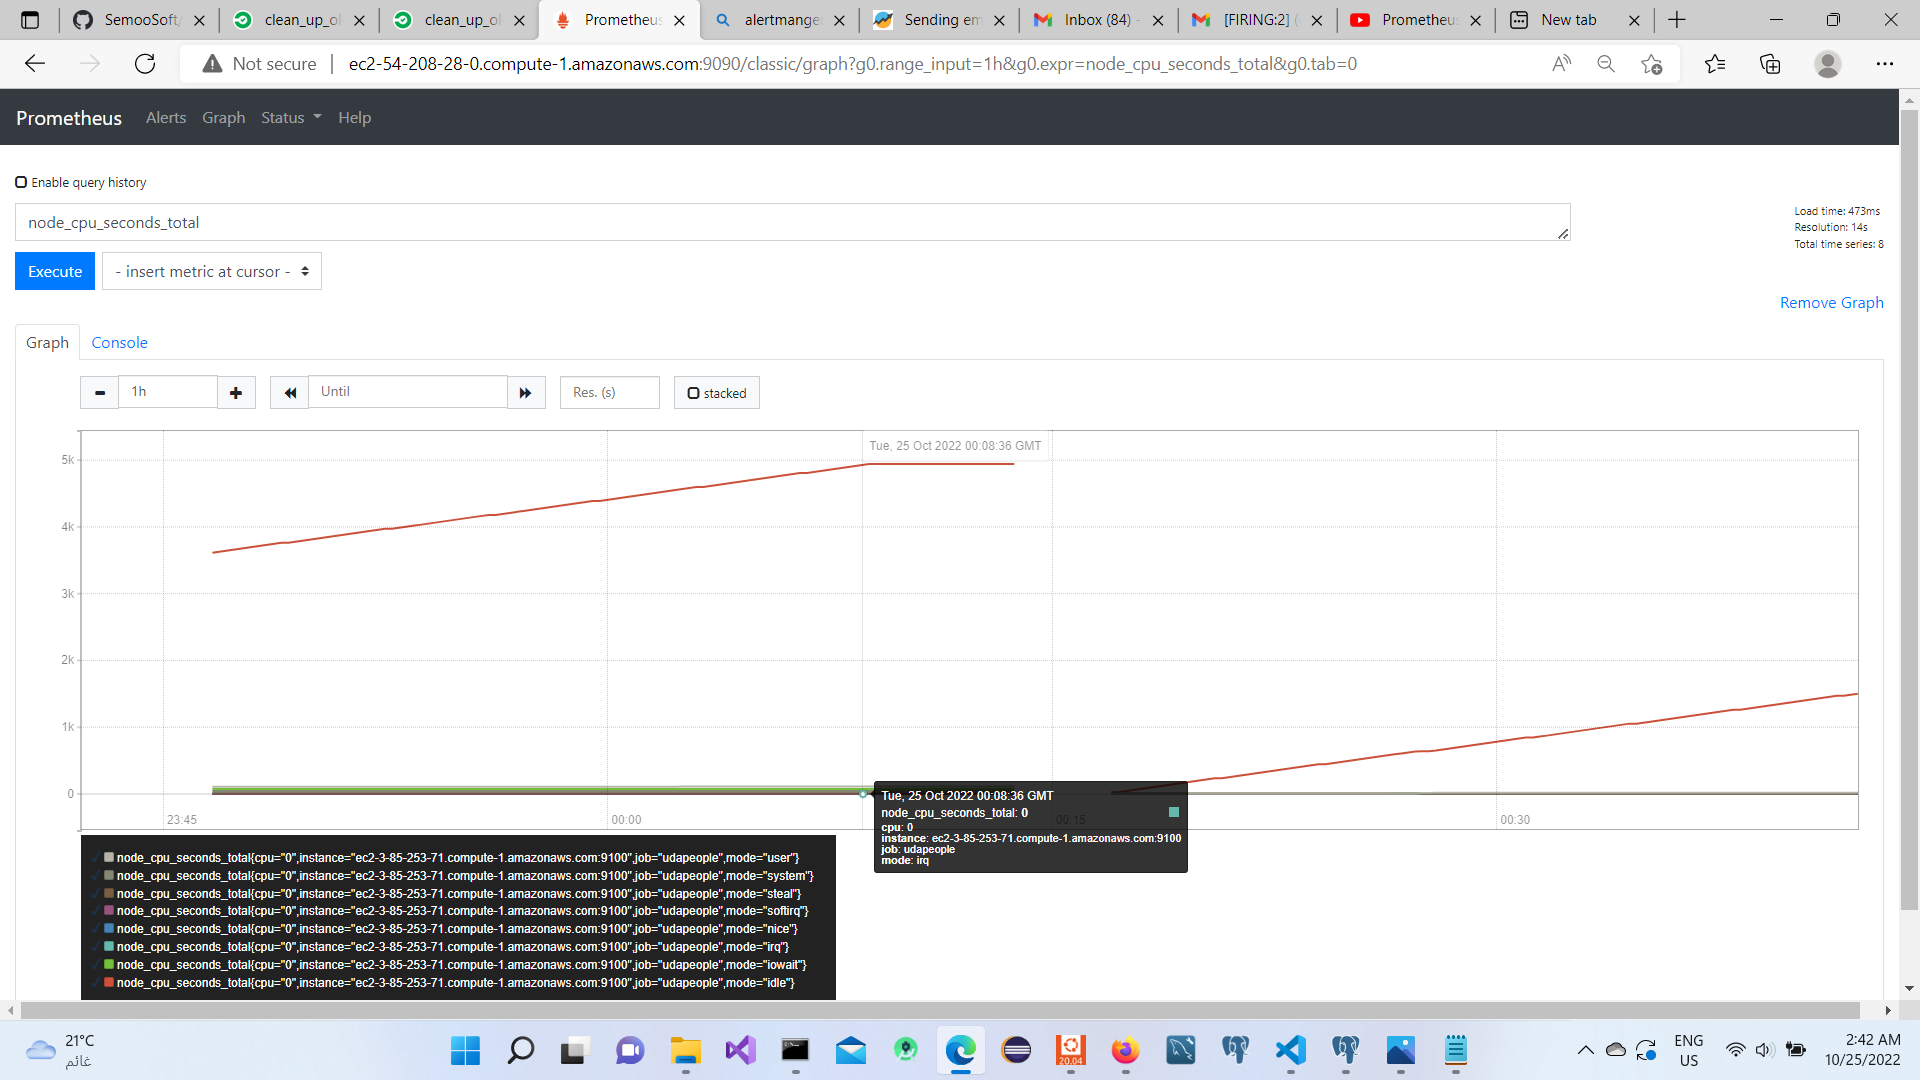 SemooSoft/
clean_up_ol
clean_up_ol
Prometheus
alertmange
Sending em
Inbox (84) -
[FIRING:2] (
Prometheus
New tab
Not secure
ec2-54-208-28-0.compute-1.amazonaws.com:9090/classic/graph?g0.range_input=1h&g0.expr=node_cpu_seconds_total&g0.tab=0
Prometheus Alerts Graph Status Help
Enable query history
node_cpu_seconds_total
Load time: 473ms
Resolution: 14s
Total time series: 8
Execute
- insert metric at cursor -
Remove Graph
Graph Console
1h
Until
Res. (s)
stacked
Tue, 25 Oct 2022 00:08:36 GMT
5k
4k
3k
2k
1k
0
23:45
00:00
00:15
00:30
Tue, 25 Oct 2022 00:08:36 GMT
node_cpu_seconds_total: 0
cpu: 0
instance: ec2-3-85-253-71.compute-1.amazonaws.com:9100
job: udapeople
mode: irq
node_cpu_seconds_total{cpu="0",instance="ec2-3-85-253-71.compute-1.amazonaws.com:9100",job="udapeople",mode="user"}
node_cpu_seconds_total{cpu="0",instance="ec2-3-85-253-71.compute-1.amazonaws.com:9100",job="udapeople",mode="system"}
node_cpu_seconds_total{cpu="0",instance="ec2-3-85-253-71.compute-1.amazonaws.com:9100",job="udapeople",mode="steal"}
node_cpu_seconds_total{cpu="0",instance="ec2-3-85-253-71.compute-1.amazonaws.com:9100",job="udapeople",mode="softirq"}
node_cpu_seconds_total{cpu="0",instance="ec2-3-85-253-71.compute-1.amazonaws.com:9100",job="udapeople",mode="nice"}
node_cpu_seconds_total{cpu="0",instance="ec2-3-85-253-71.compute-1.amazonaws.com:9100",job="udapeople",mode="irq"}
node_cpu_seconds_total{cpu="0",instance="ec2-3-85-253-71.compute-1.amazonaws.com:9100",job="udapeople",mode="iowait"}
node_cpu_seconds_total{cpu="0",instance="ec2-3-85-253-71.compute-1.amazonaws.com:9100",job="udapeople",mode="idle"}
21°C
غائم
20.04
ENG
US
2:42 AM
10/25/2022